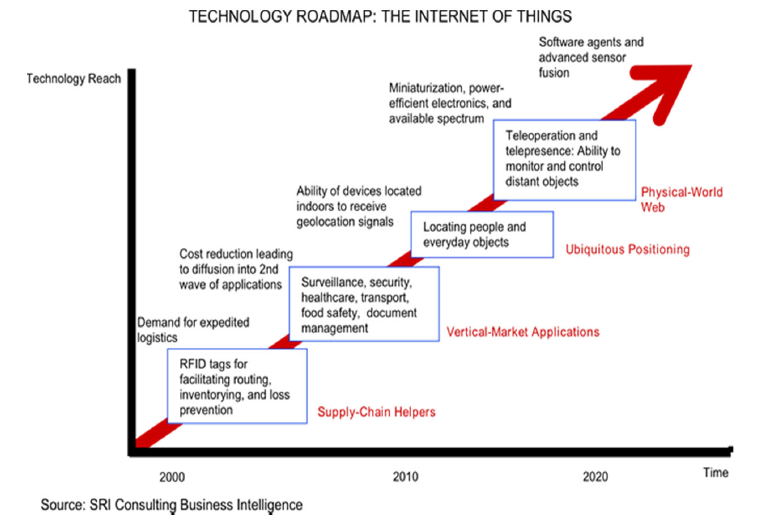 TECHNOLOGY ROADMAP: THE INTERNET OF THINGS
Software agents and
advanced sensor
fusion
Technology Reach
Miniaturization, power-
efficient electronics, and
available spectrum
Teleoperation and
telepresence: Ability to
monitor and control
distant objects
Physical-World
Web
Ability of devices located
indoors to receive
geolocation signals
Locating people and
everyday objects
Ubiquitous Positioning
Cost reduction leading
to diffusion into 2nd
wave of applications
Surveillance, security,
healthcare, transport,
food safety, document
management
Vertical-Market Applications
Demand for expedited
logistics
RFID tags for
facilitating routing,
inventorying, and loss
prevention
Supply-Chain Helpers
2000
2010
2020
Time
Source: SRI Consulting Business Intelligence